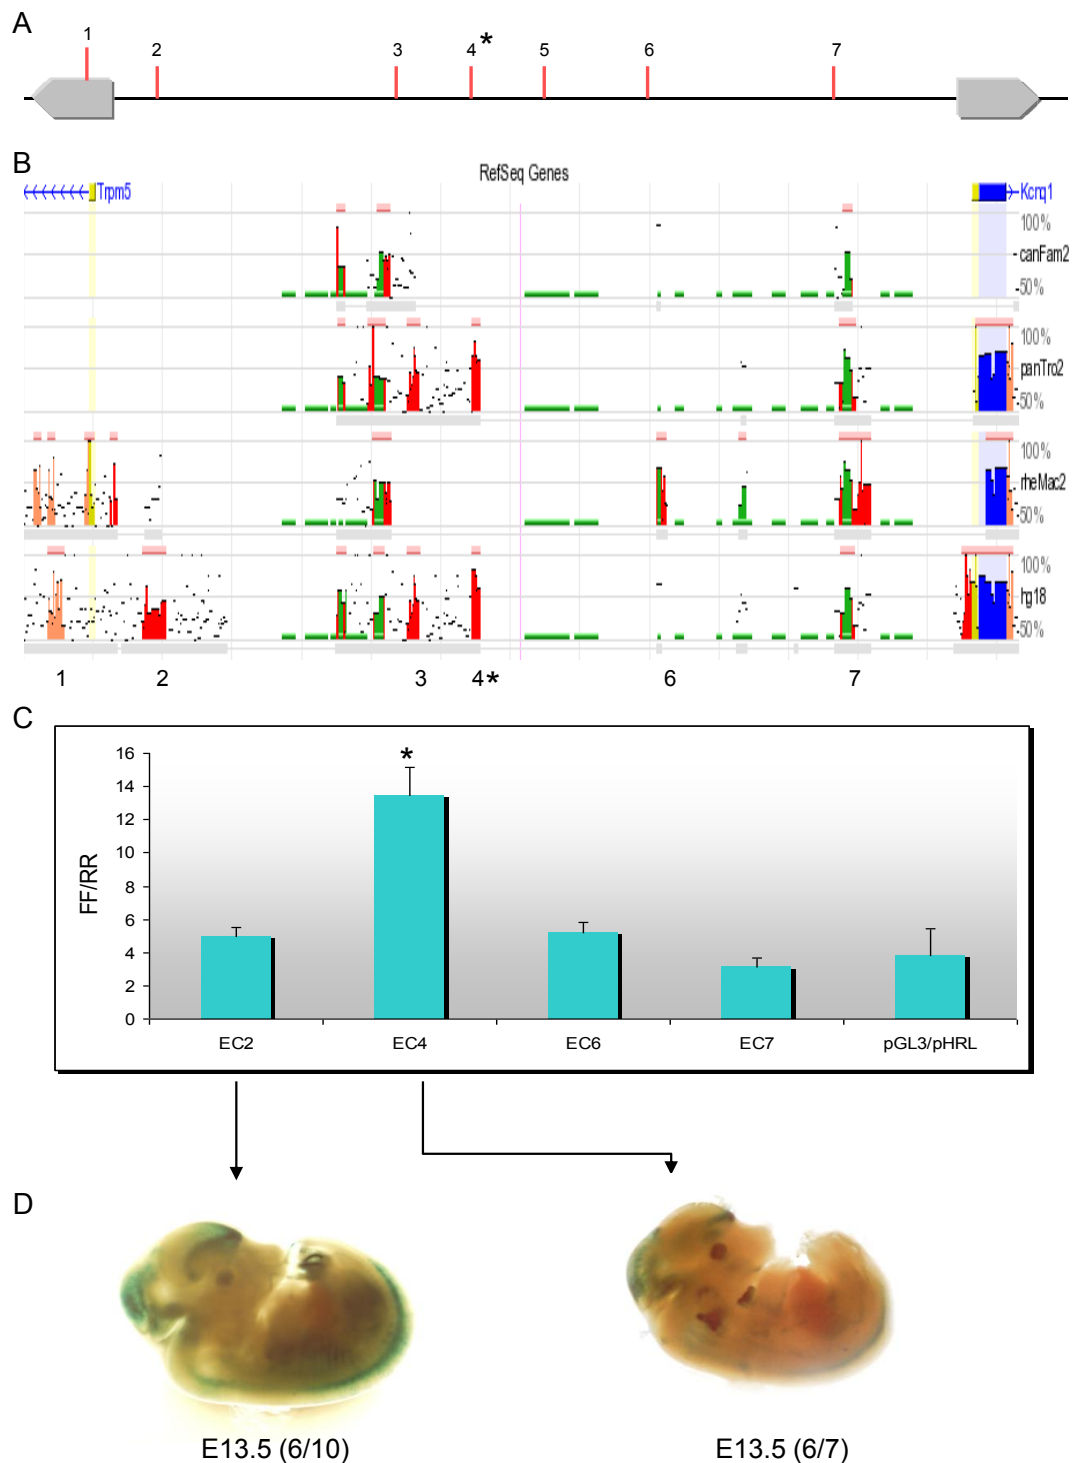 A
1 2 3 4* 5 6 7
B
RefSeq Genes
Trpm5 Kcnq1
100%
canFam2
50%
100%
panTro2
50%
100%
rheMac2
50%
100%
hg18
50%
1 2 3 4* 6 7
C
16
14
12
10
8
6
4
2
0
FF/RR
*
EC2 EC4 EC6 EC7 pGL3/pHRL
D
E13.5 (6/10) E13.5 (6/7)